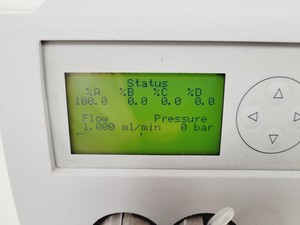 Status
%A %B %C %D
100.0 0.0 0.0 0.0
Flow Pressure
1.000 ml/min 0 bar